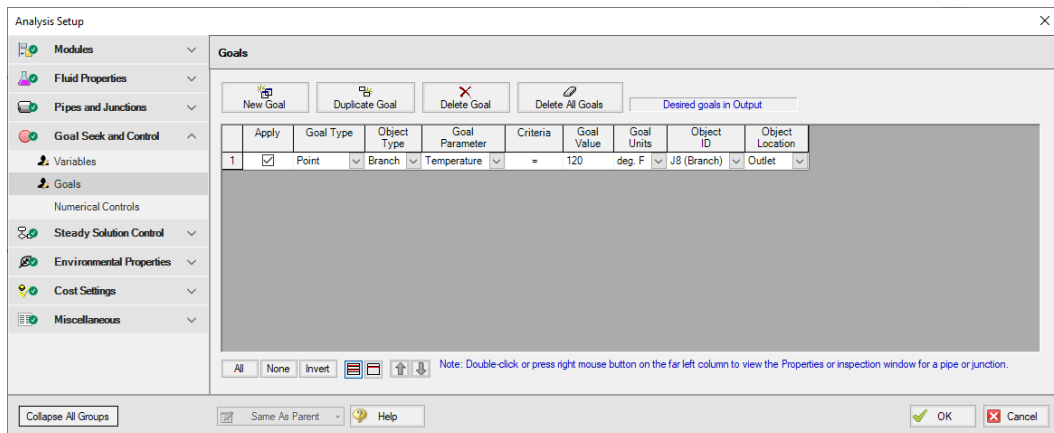 Analysis Setup
Modules
Fluid Properties
Pipes and Junctions
Goal Seek and Control
Variables
Goals
Numerical Controls
Steady Solution Control
Environmental Properties
Cost Settings
Miscellaneous
Goals
New Goal Duplicate Goal Delete Goal Delete All Goals Desired goals in Output
Apply Goal Type Object Type Goal Parameter Criteria Goal Value Goal Units Object ID Object Location
1 Point Branch Temperature = 120 deg. F J8 (Branch) Outlet
All None Invert Note: Double-click or press right mouse button on the far left column to view the Properties or inspection window for a pipe or junction.
Collapse All Groups Same As Parent Help OK Cancel